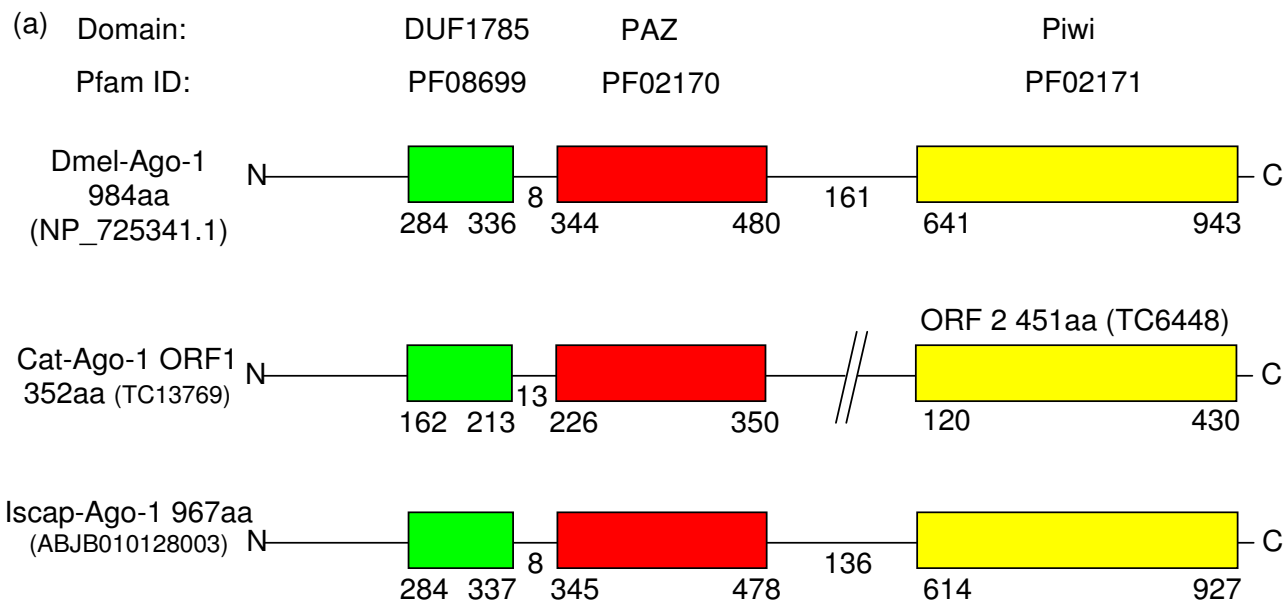 (a) Domain: DUF1785 PAZ Piwi
Pfam ID: PF08699 PF02170 PF02171
Dmel-Ago-1
984aa
(NP_725341.1)
N 8 161 C
284 336 344 480 641 943
ORF 2 451aa (TC6448)
Cat-Ago-1 ORF1
352aa (TC13769)
N 13 C
162 213 226 350 120 430
Iscap-Ago-1 967aa
(ABJB010128003)
N 8 136 C
284 337 345 478 614 927